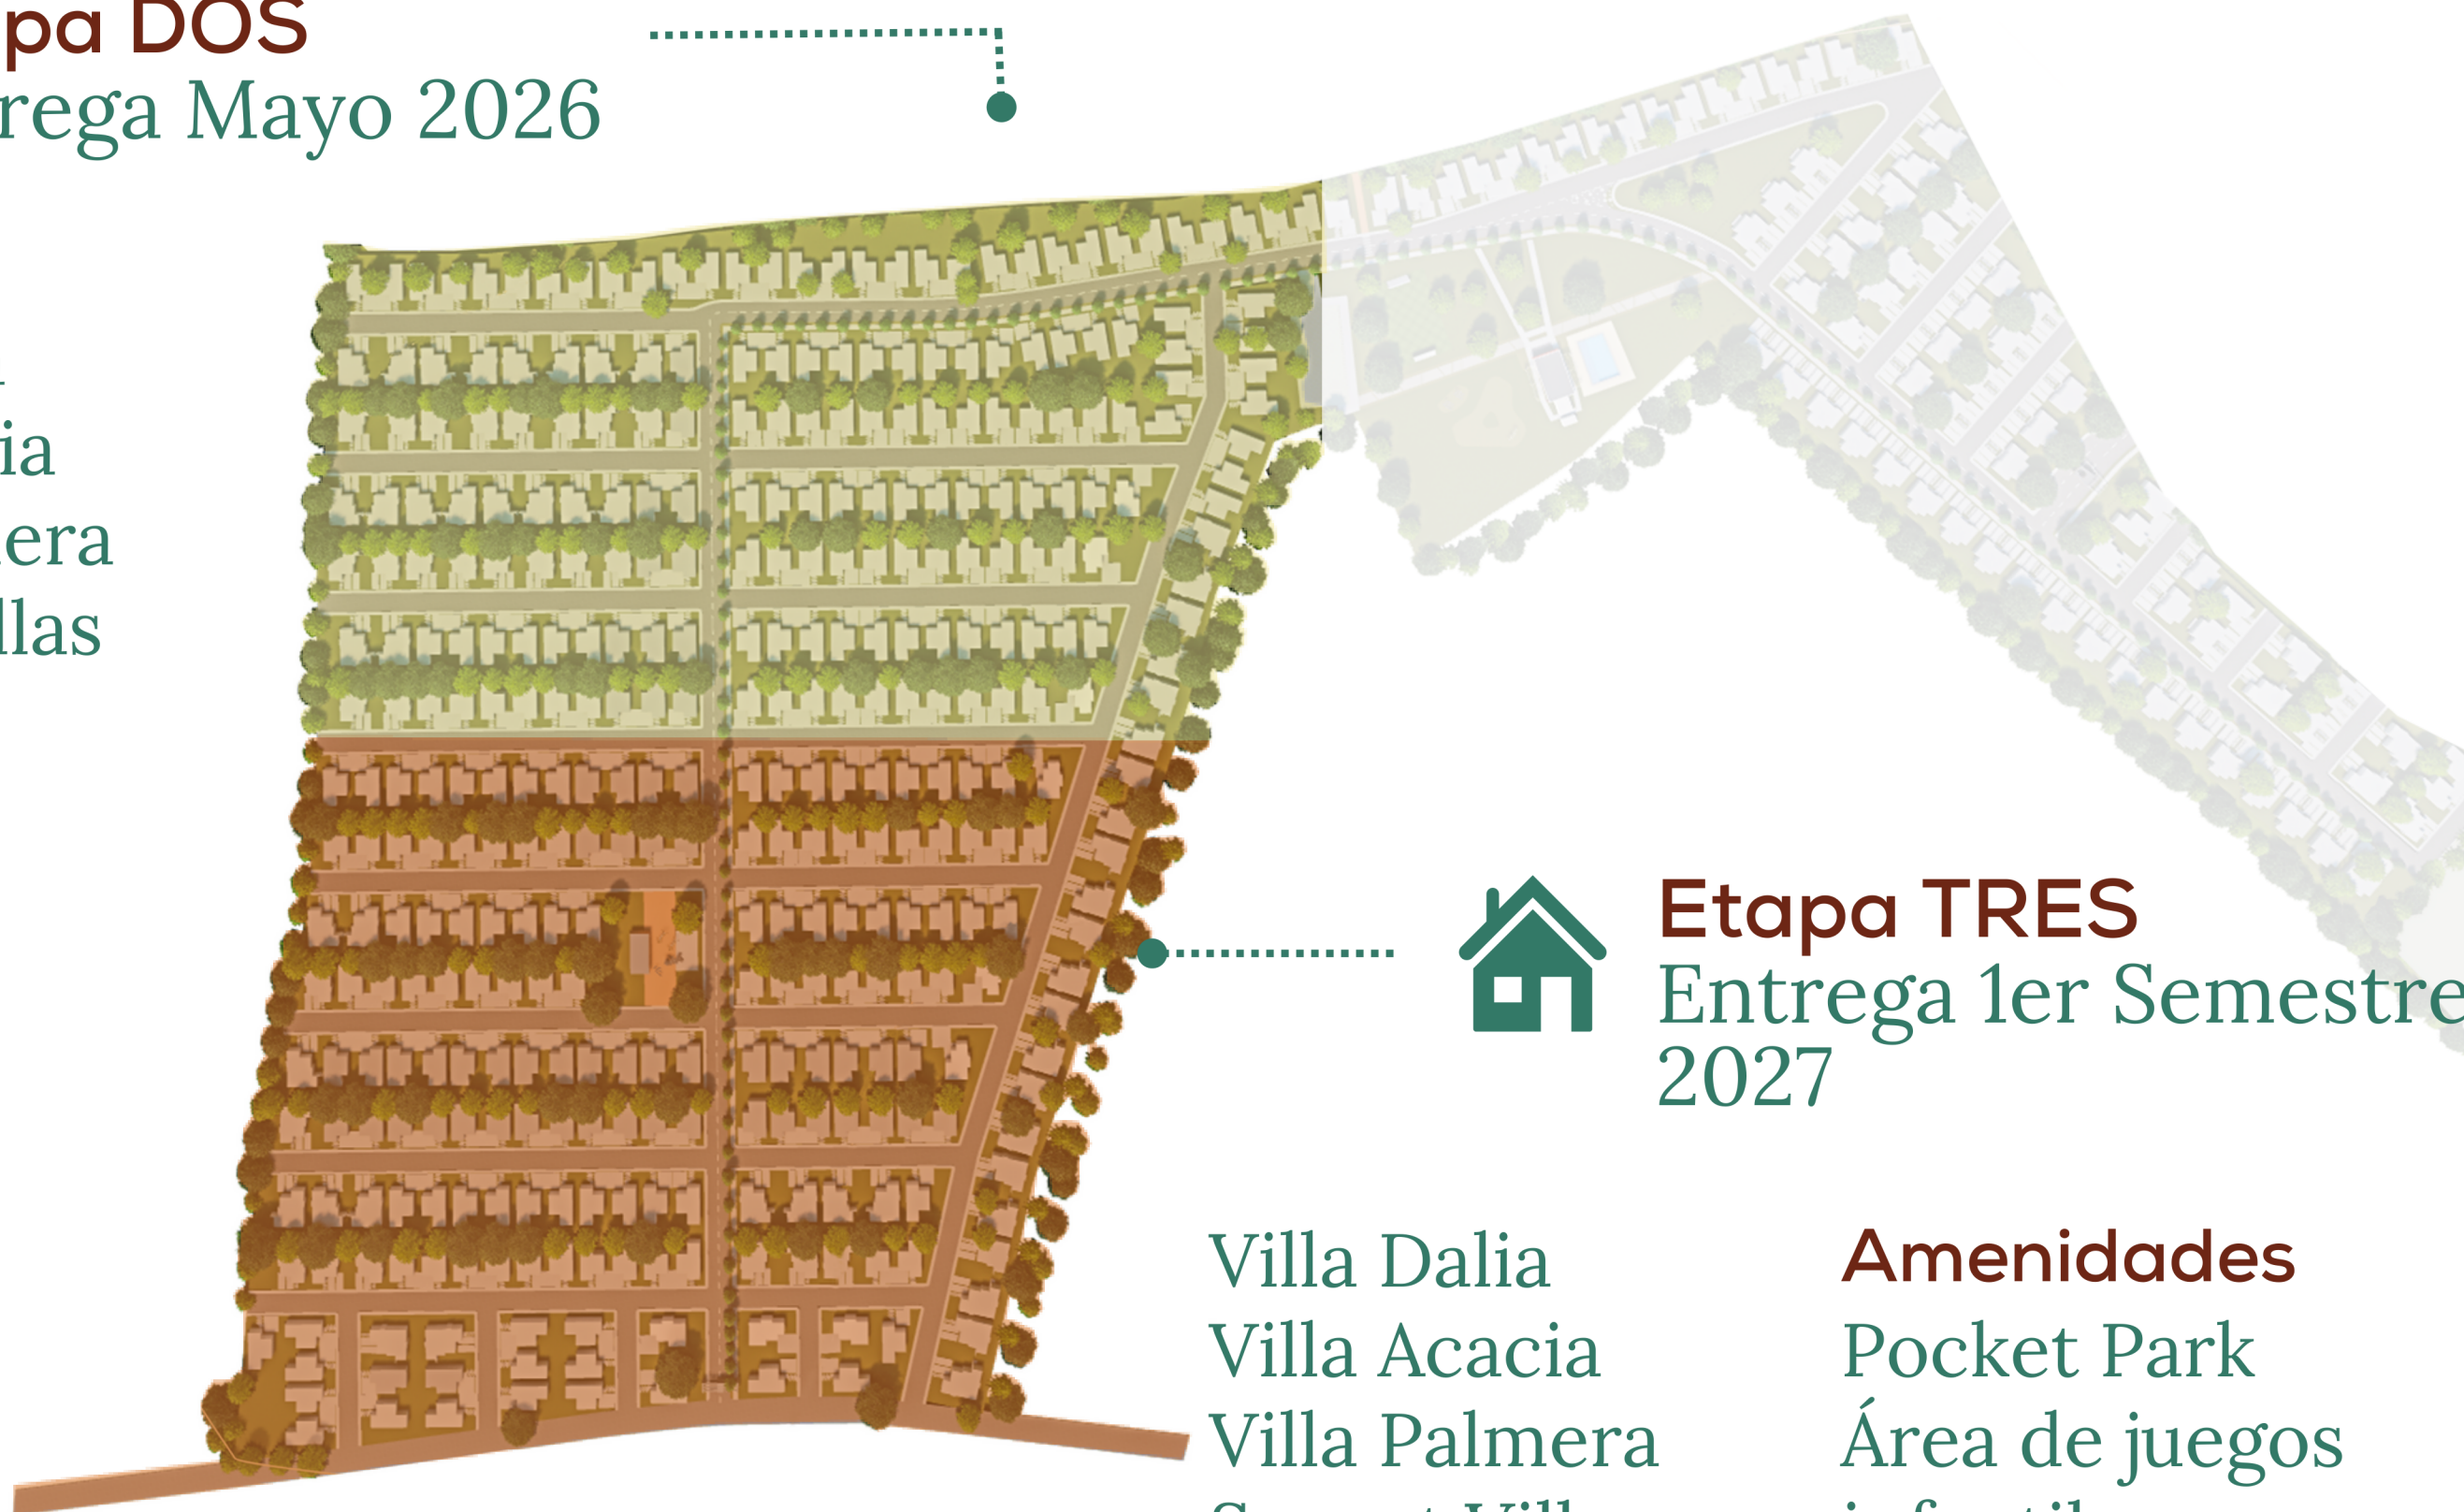 pa DOS
rega Mayo 2026
ia
era
llas
Etapa TRES
Entrega 1er Semestre
2027
Villa Dalia
Villa Acacia
Villa Palmera
Amenidades
Pocket Park
Área de juegos